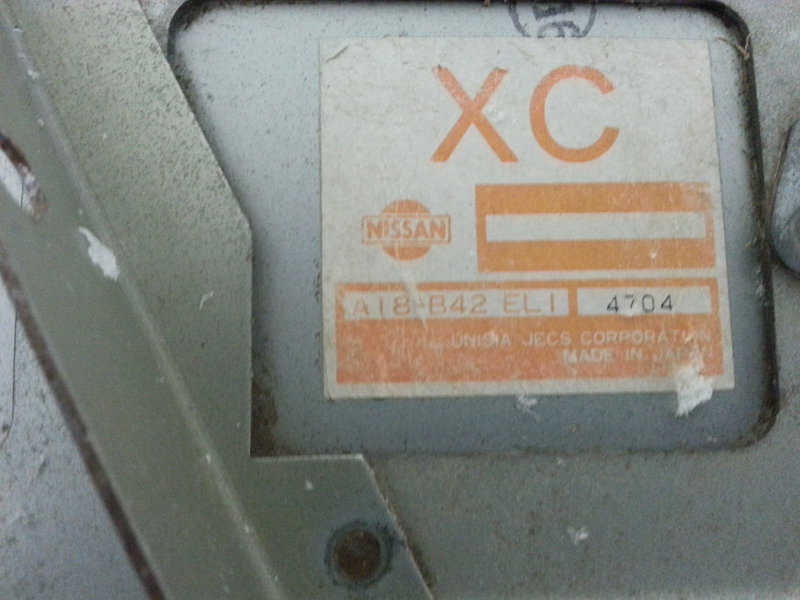 XC
NISSAN
A18-B42 EL1 4704
UNISIA JECS CORPORATION
MADE IN JAPAN